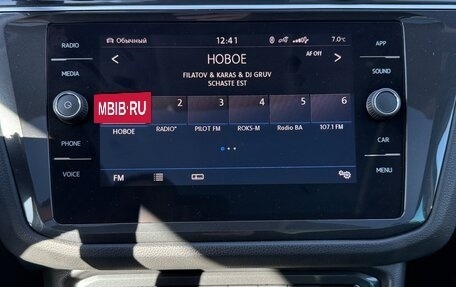 RADIO
Обычный
12:41
7.0°C
APP
НОВОЕ
AF Off
MEDIA
SOUND
FILATOV & KARAS & DJ GRUV
SCHASTE EST
MBIB·RU
2
3
4
5
6
НОВОЕ
RADIO"
PILOT FM
ROKS-M
Radio BA
107.1 FM
PHONE
CAR
VOICE
FM
MENU